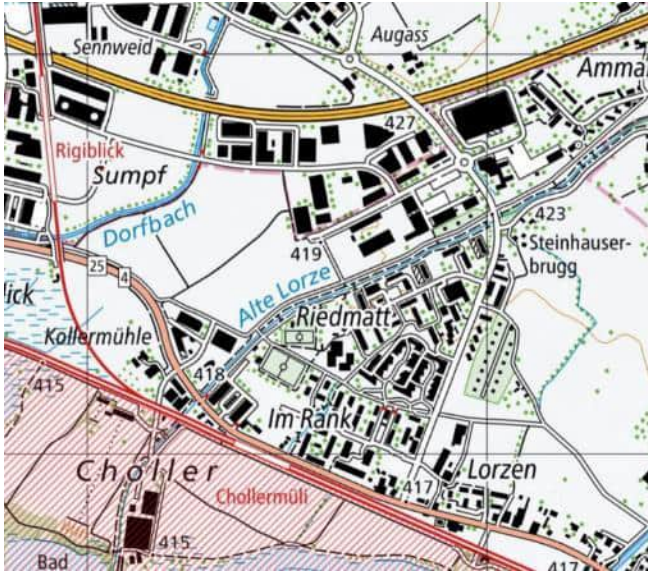 Augass
Sennweid
Amma
427
Rigiblick
Sumpf
Dorfbach
423
419
Steinhauser-
brugg
25
4
lick
Alte Lorze
Riedmatt
Kollermühle
418
415
Im Rank
Choller
Lorzen
417
Chollermüli
415
Bad
417